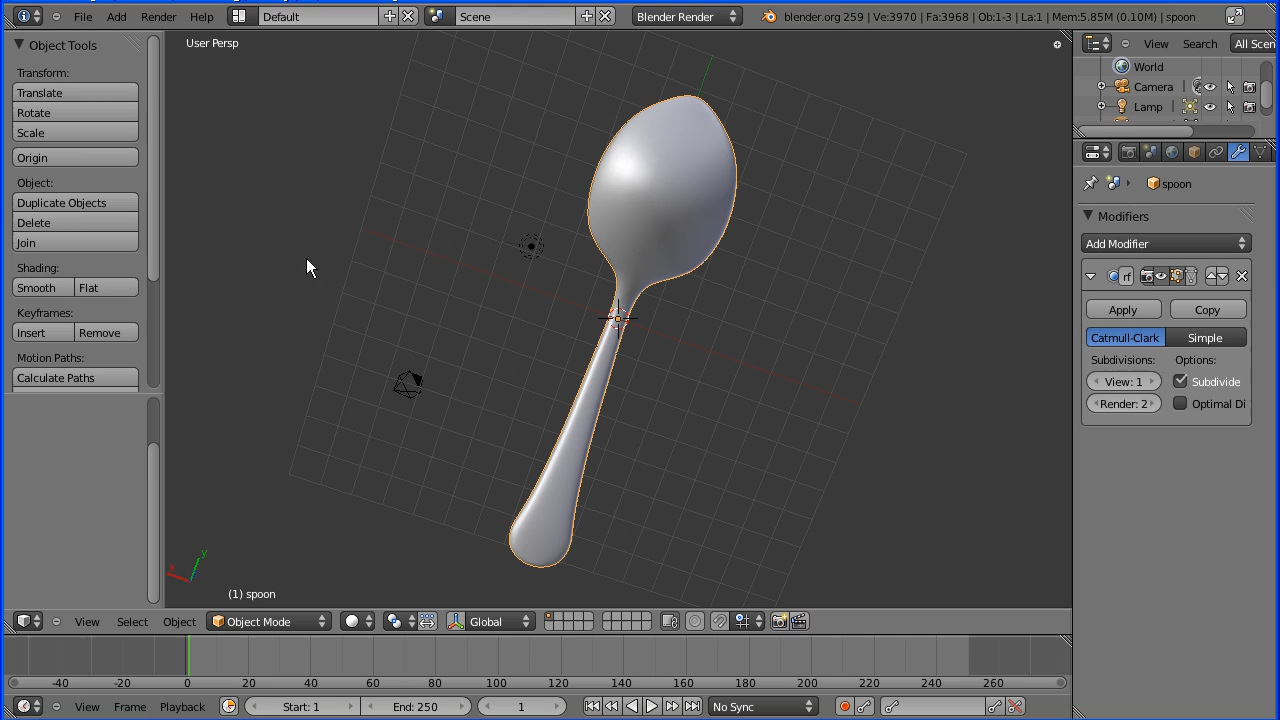 File Add Render Help Default Scene Blender Render blender.org 259 | Ve:3970 | Fa:3968 | Ob:1-3 | La:1 | Mem:5.85M (0.10M) | spoon
Object Tools
Transform:
Translate
Rotate
Scale
Origin
Object:
Duplicate Objects
Delete
Join
Shading:
Smooth Flat
Keyframes:
Insert Remove
Motion Paths:
Calculate Paths
User Persp
x
y
(1) spoon
View Search All Scen
World
Camera
Lamp
spoon
Modifiers
Add Modifier
rf
Apply Copy
Catmull-Clark Simple
Subdivisions: Options:
View: 1 Subdivide
Render: 2 Optimal Di
View Select Object Object Mode Global
-40 -20 0 20 40 60 80 100 120 140 160 180 200 220 240 260
View Frame Playback Start: 1 End: 250 1 No Sync